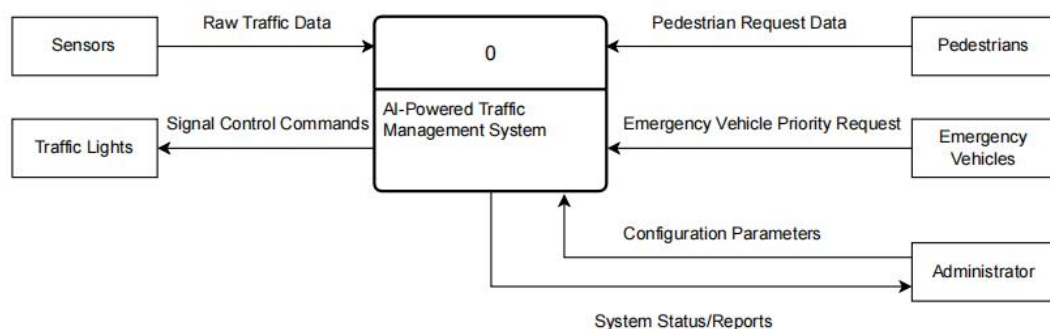 Raw Traffic Data
Pedestrian Request Data
Sensors
0
Pedestrians
AI-Powered Traffic
Management System
Signal Control Commands
Emergency Vehicle Priority Request
Traffic Lights
Emergency
Vehicles
Configuration Parameters
Administrator
System Status/Reports